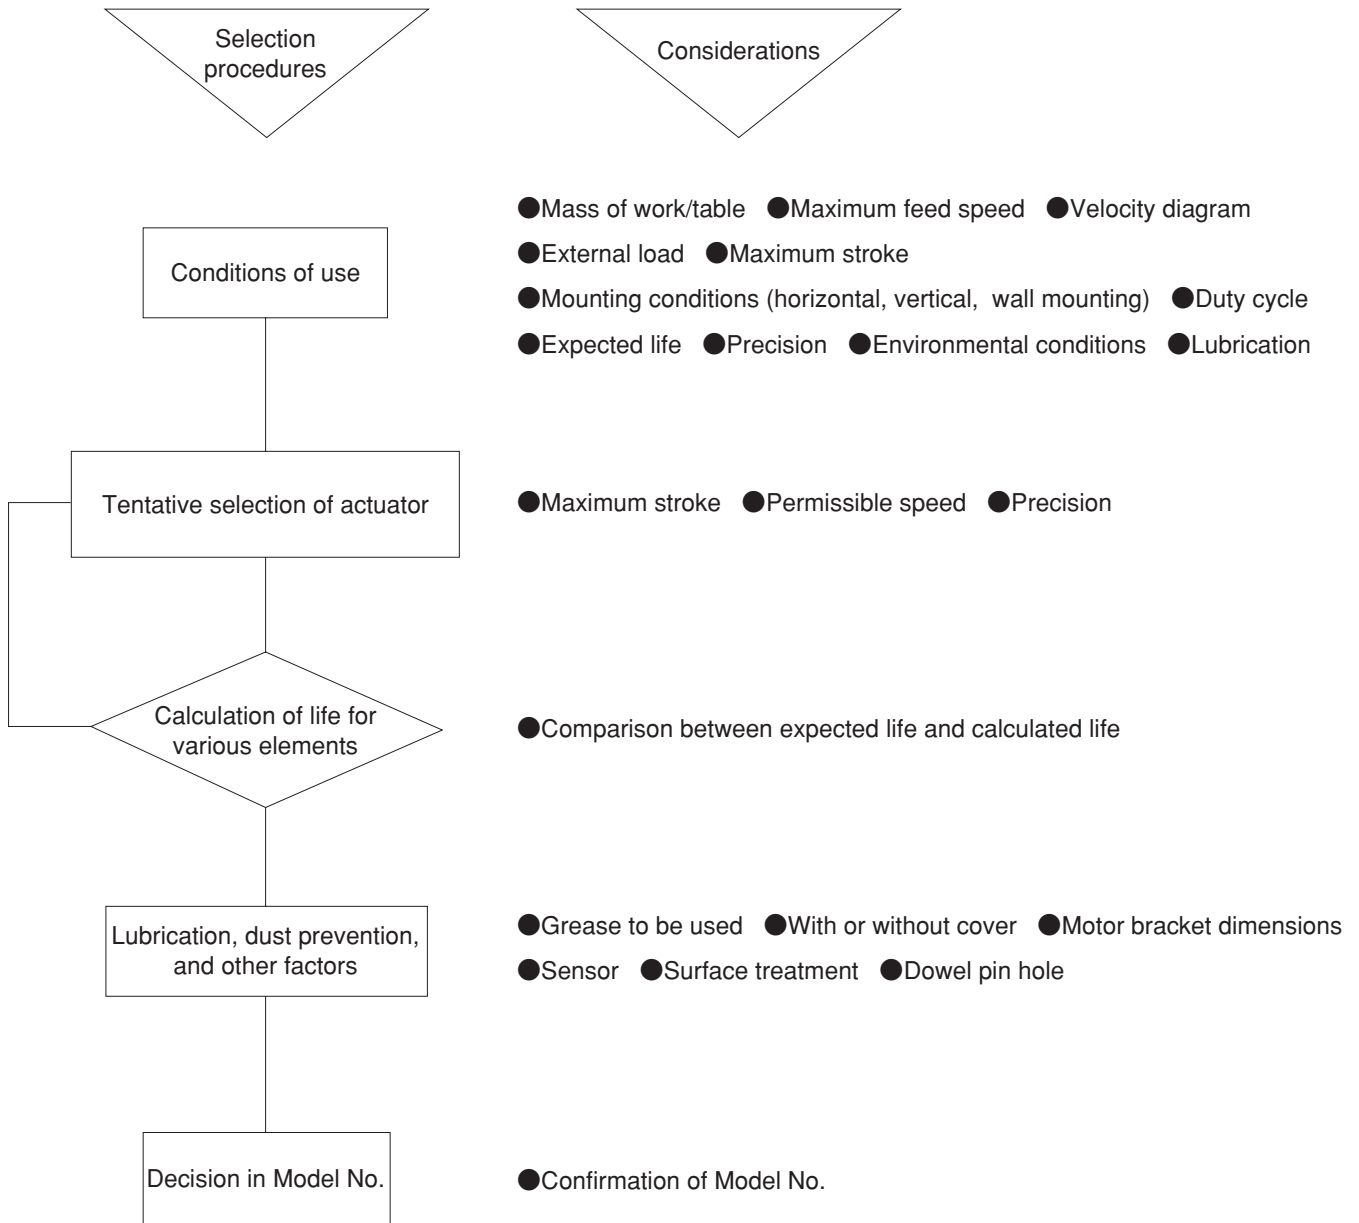 Selection
procedures
Considerations
Conditions of use
●Mass of work/table ●Maximum feed speed ●Velocity diagram
●External load ●Maximum stroke
●Mounting conditions (horizontal, vertical, wall mounting) ●Duty cycle
●Expected life ●Precision ●Environmental conditions ●Lubrication
Tentative selection of actuator
●Maximum stroke ●Permissible speed ●Precision
Calculation of life for
various elements
●Comparison between expected life and calculated life
Lubrication, dust prevention,
and other factors
●Grease to be used ●With or without cover ●Motor bracket dimensions
●Sensor ●Surface treatment ●Dowel pin hole
Decision in Model No.
●Confirmation of Model No.